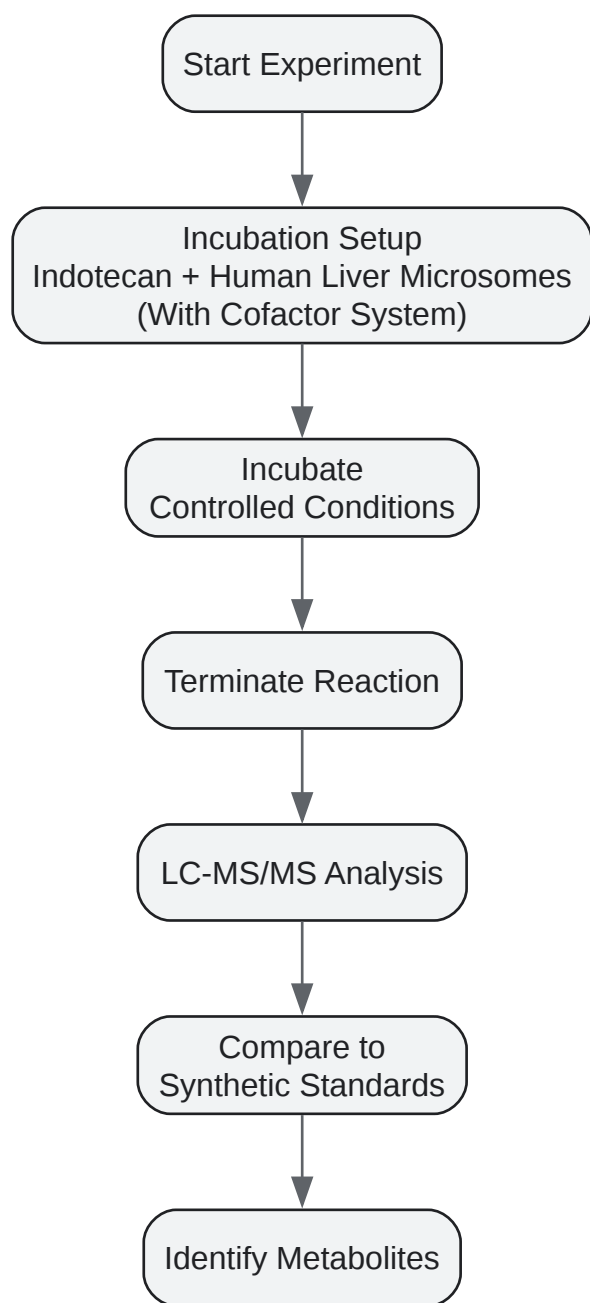 Start Experiment
Incubation Setup
Indotecan + Human Liver Microsomes
(With Cofactor System)
Incubate
Controlled Conditions
Terminate Reaction
LC-MS/MS Analysis
Compare to
Synthetic Standards
Identify Metabolites